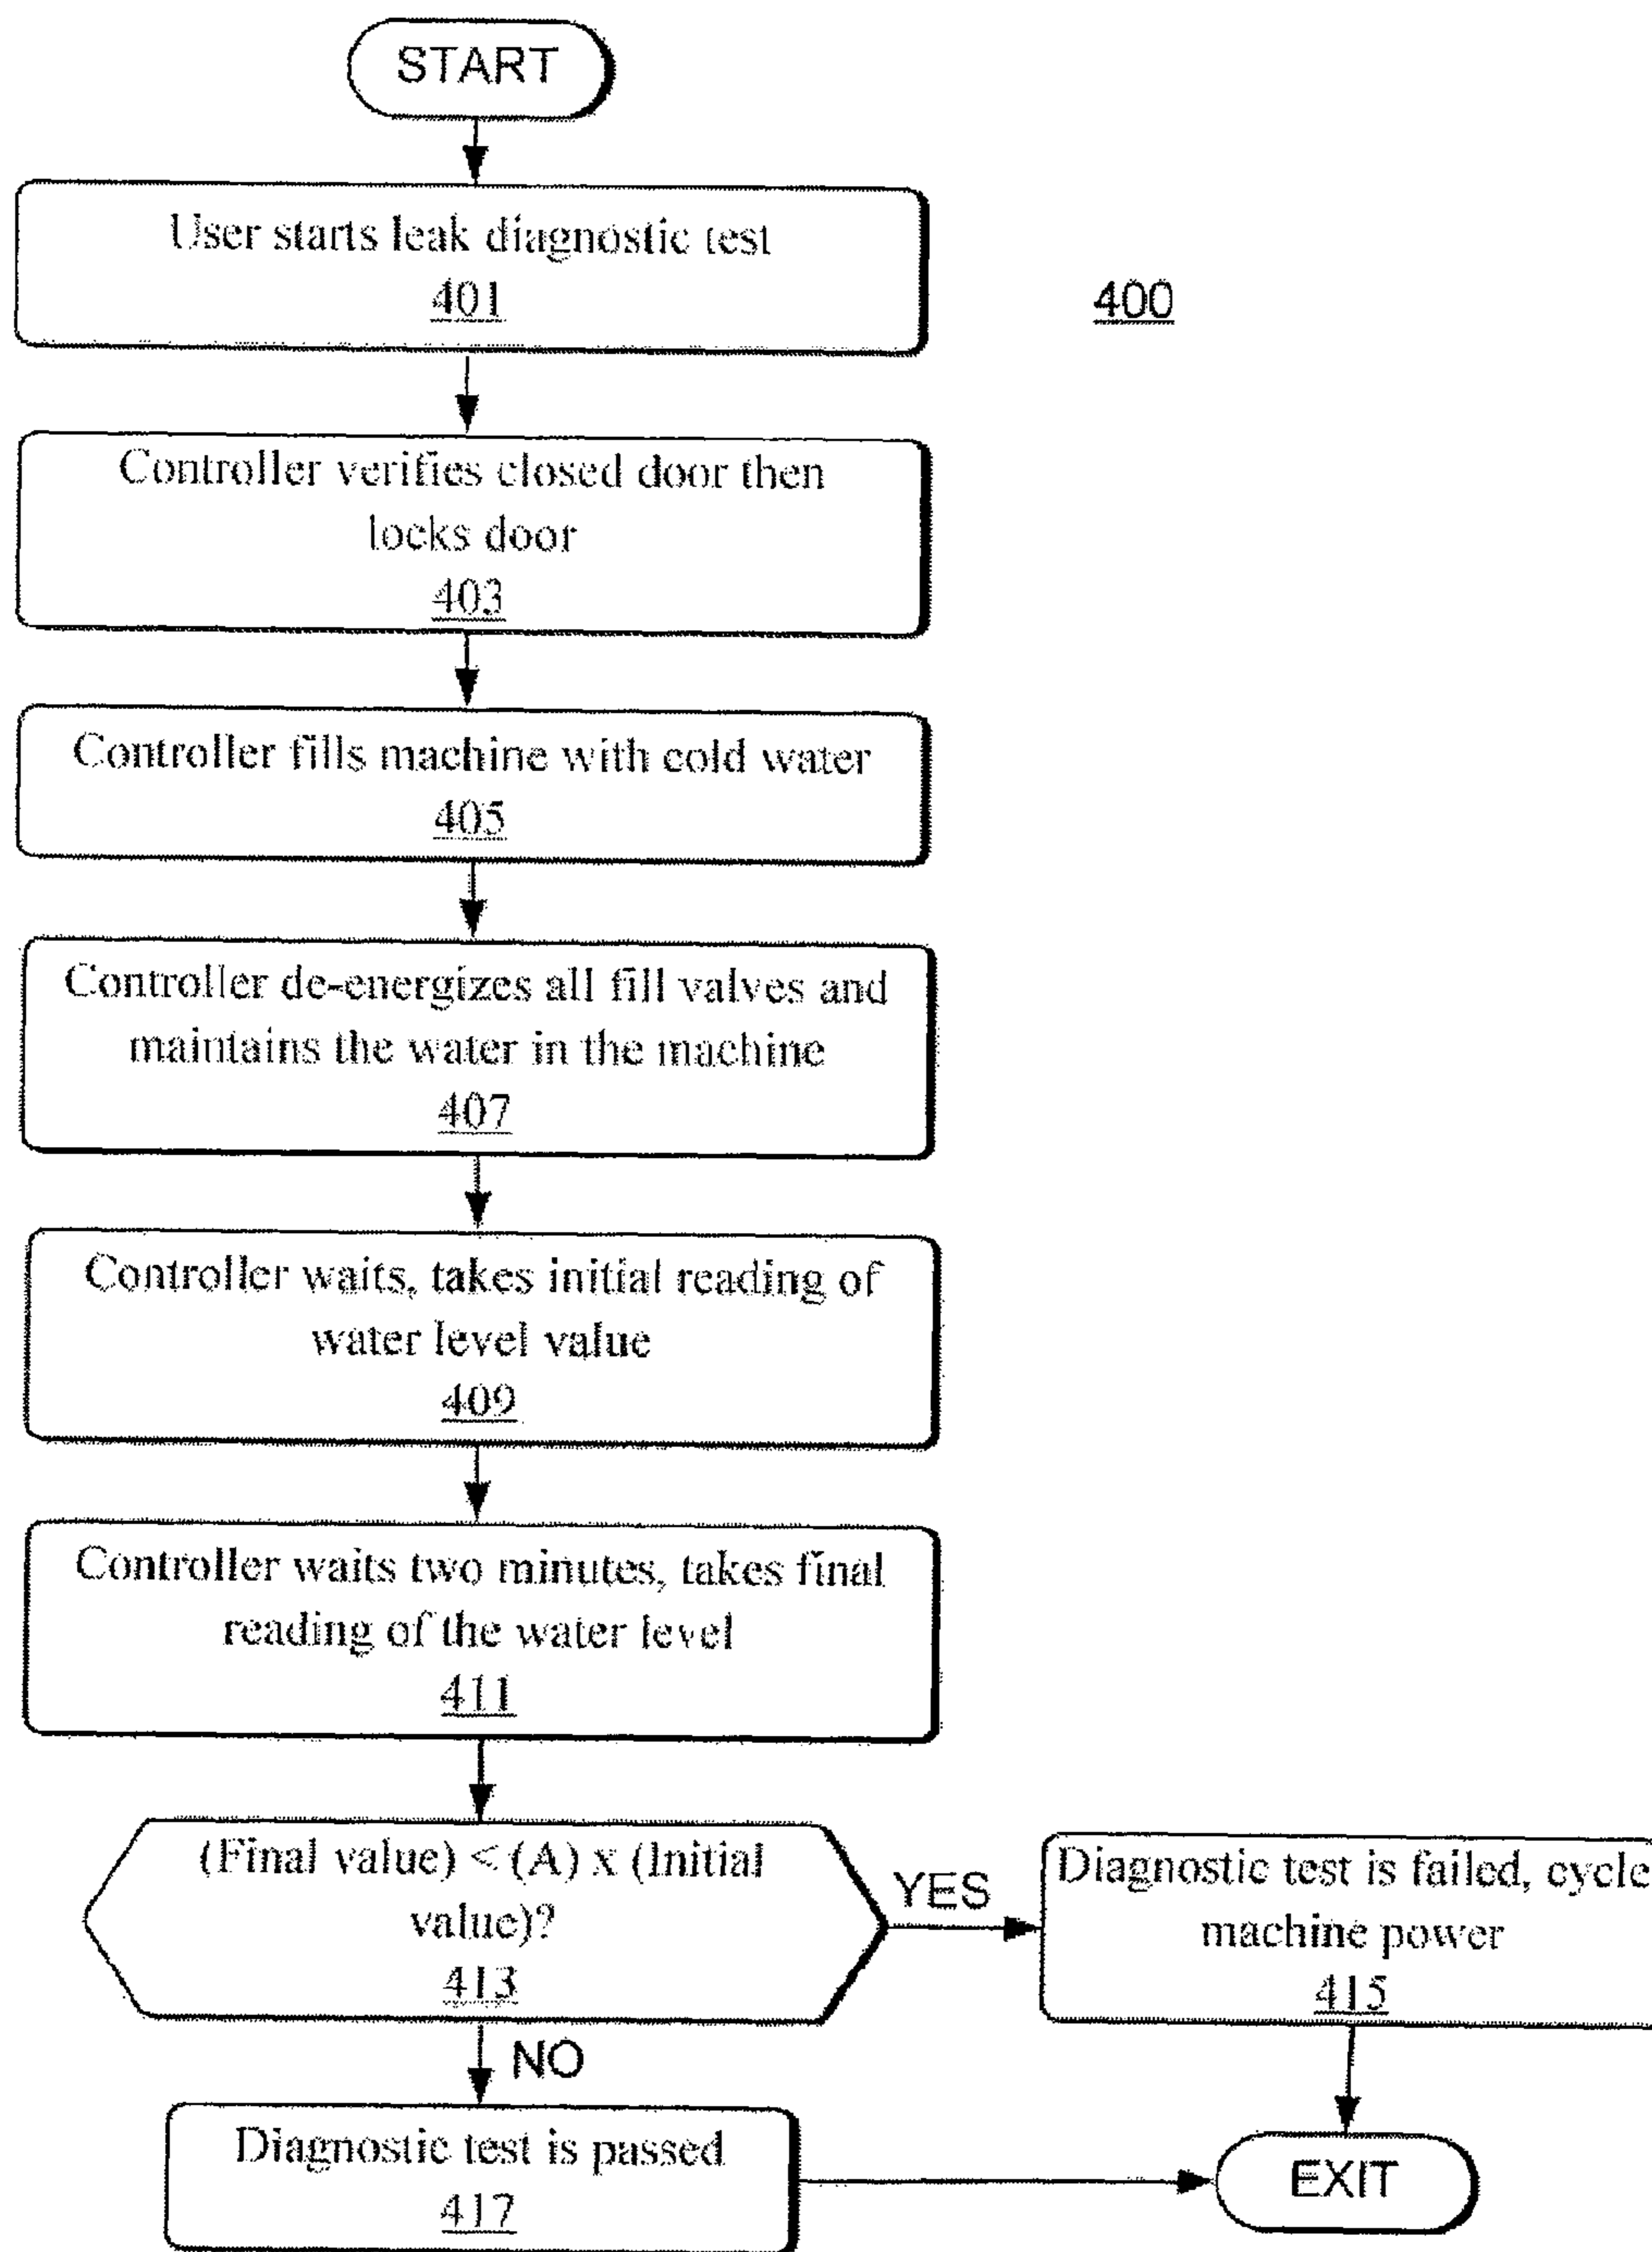 START
User starts leak diagnostic test
401
400
Controller verifies closed door then
locks door
403
Controller fills machine with cold water
405
Controller de-energizes all fill valves and
maintains the water in the machine
407
Controller waits, takes initial reading of
water level value
409
Controller waits two minutes, takes final
reading of the water level
411
(Final value) < (A) x (Initial
value)?
413
YES
Diagnostic test is failed, cycle
machine power
415
NO
Diagnostic test is passed
417
EXIT